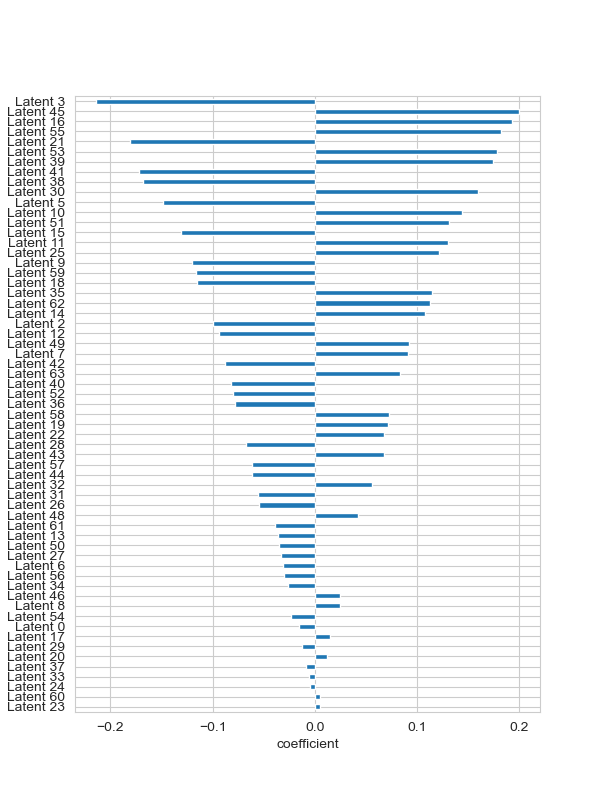 Latent 3
Latent 45
Latent 16
Latent 55
Latent 21
Latent 53
Latent 39
Latent 41
Latent 38
Latent 30
Latent 5
Latent 10
Latent 51
Latent 15
Latent 11
Latent 25
Latent 9
Latent 59
Latent 18
Latent 35
Latent 62
Latent 14
Latent 2
Latent 12
Latent 49
Latent 7
Latent 42
Latent 63
Latent 40
Latent 52
Latent 36
Latent 58
Latent 19
Latent 22
Latent 28
Latent 43
Latent 57
Latent 44
Latent 32
Latent 31
Latent 26
Latent 48
Latent 61
Latent 13
Latent 50
Latent 27
Latent 6
Latent 56
Latent 34
Latent 46
Latent 8
Latent 54
Latent 0
Latent 17
Latent 29
Latent 20
Latent 37
Latent 33
Latent 24
Latent 60
Latent 23
−0.2 −0.1 0.0 0.1 0.2
coefficient